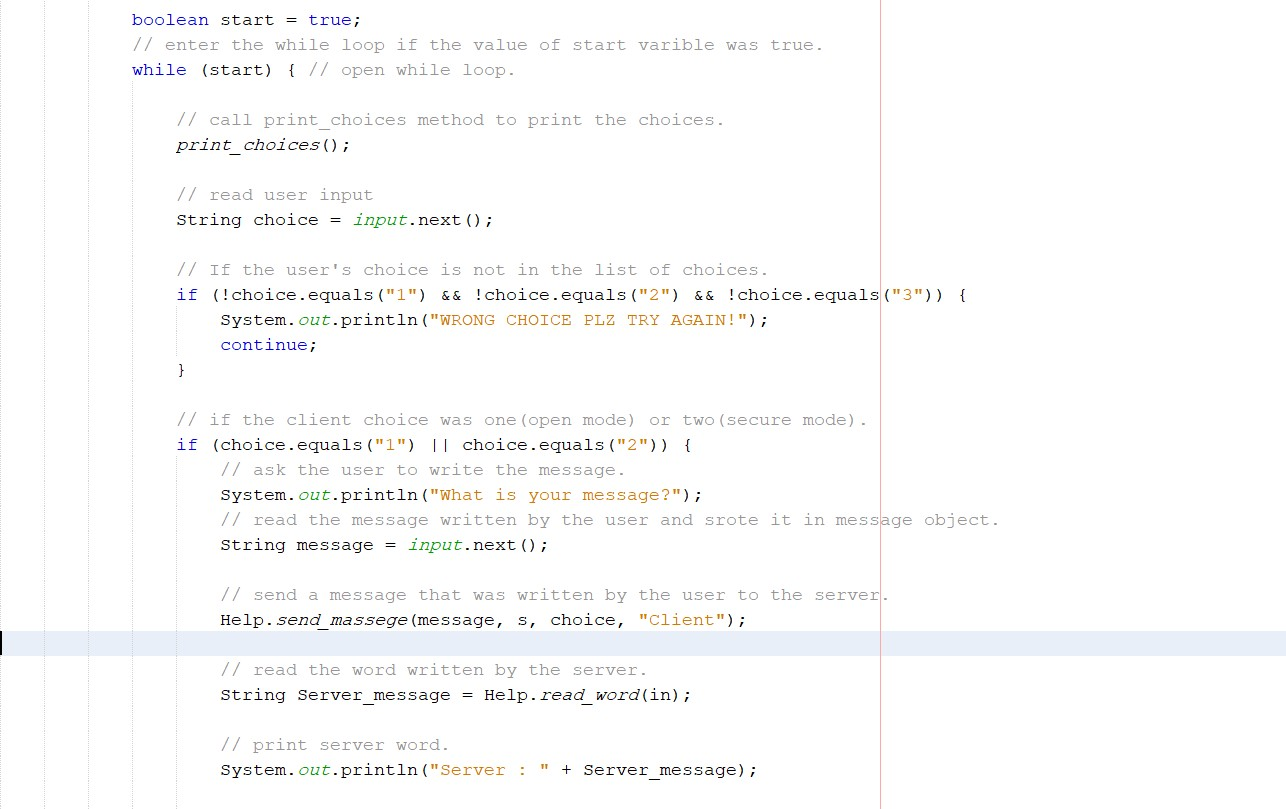 boolean start = true;
// enter the while loop if the value of start varible was true.
while (start) { // open while loop.
// call print_choices method to print the choices.
print_choices();
// read user input
String choice = input.next();
// If the user's choice is not in the list of choices.
if (!choice.equals("1") && !choice.equals("2") && !choice.equals("3")) {
System.out.println("WRONG CHOICE PLZ TRY AGAIN!");
continue;
}
// if the client choice was one(open mode) or two(secure mode).
if (choice.equals("1") || choice.equals("2")) {
// ask the user to write the message.
System.out.println("What is your message?");
// read the message written by the user and srote it in message object.
String message = input.next();
// send a message that was written by the user to the server.
Help.send_massege(message, s, choice, "Client");
// read the word written by the server.
String Server_message = Help.read_word(in);
// print server word.
System.out.println("Server : " + Server_message);